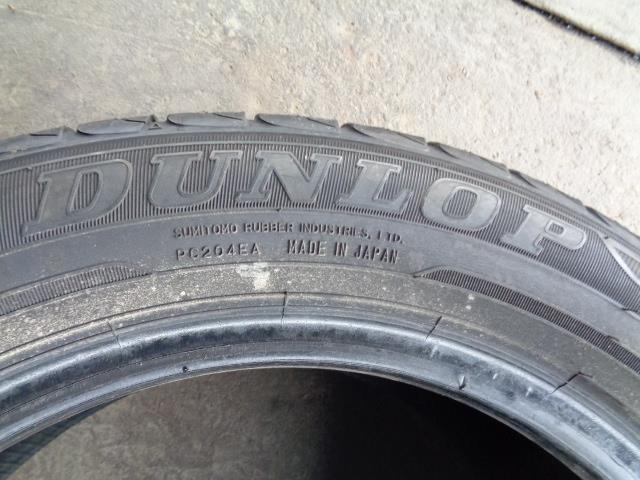 DUNLOP
SUMITOMO RUBBER INDUSTRIES, LTD.
PC204EA MADE IN JAPAN